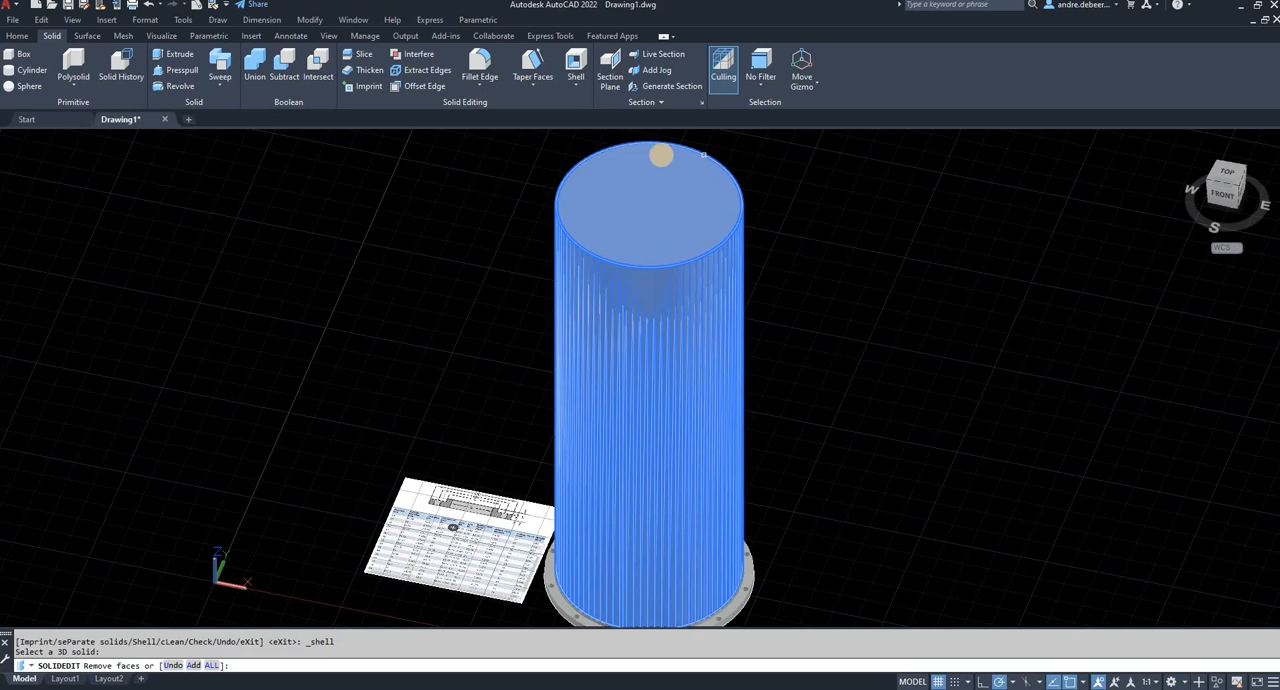 Share
Autodesk AutoCAD 2022 Drawing1.dwg
Type a keyword or phrase
andre.debeer...
File Edit View Insert Format Tools Draw Dimension Modify Window Help Express Parametric
Home Solid Surface Mesh Visualize Parametric Insert Annotate View Manage Output Add-ins Collaborate Express Tools Featured Apps
Box Extrude Slice Interfere Live Section
Cylinder Presspull Thicken Extract Edges Add Jog
Sphere Revolve Imprint Offset Edge Generate Section
Polysolid Solid History Sweep Union Subtract Intersect Fillet Edge Taper Faces Shell Section Plane Culling No Filter Move Gizmo
Primitive Solid Boolean Solid Editing Section Selection
Start Drawing1*
TOP
FRONT
W E
S
WCS
Z Y
X
[Imprint/seParate solids/Shell/cLean/Check/Undo/eXit] <eXit>: _shell
Select a 3D solid:
SOLIDEDIT Remove faces or [Undo Add ALL]:
Model Layout1 Layout2
MODEL 1:1